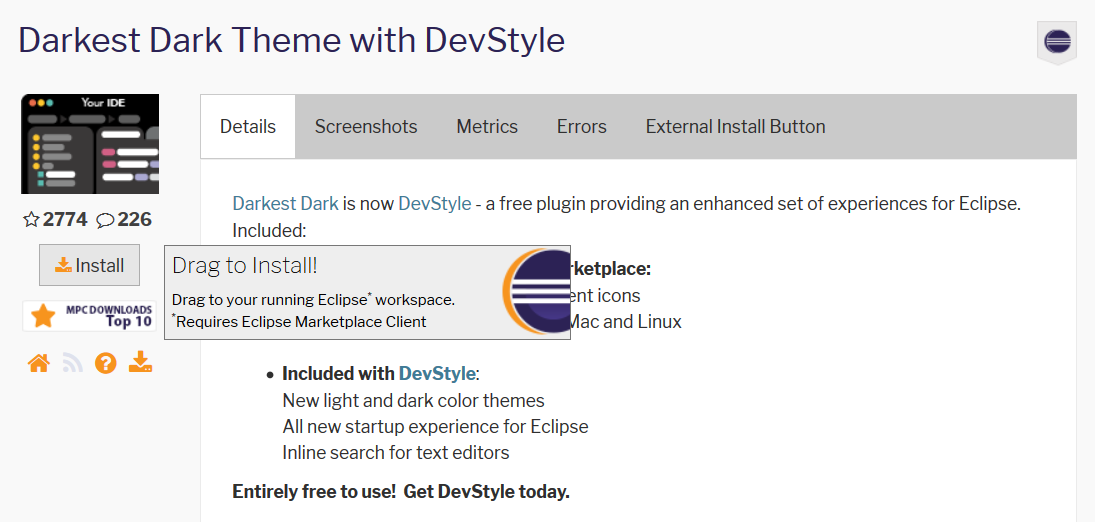 Darkest Dark Theme with DevStyle
Your IDE
2774 226
Install
MPC DOWNLOADS
Top 10
Details Screenshots Metrics Errors External Install Button
Darkest Dark is now DevStyle - a free plugin providing an enhanced set of experiences for Eclipse.
Included:
Drag to Install!
Drag to your running Eclipse* workspace.
*Requires Eclipse Marketplace Client
rketplace:
ent icons
Mac and Linux
• Included with DevStyle:
New light and dark color themes
All new startup experience for Eclipse
Inline search for text editors
Entirely free to use! Get DevStyle today.